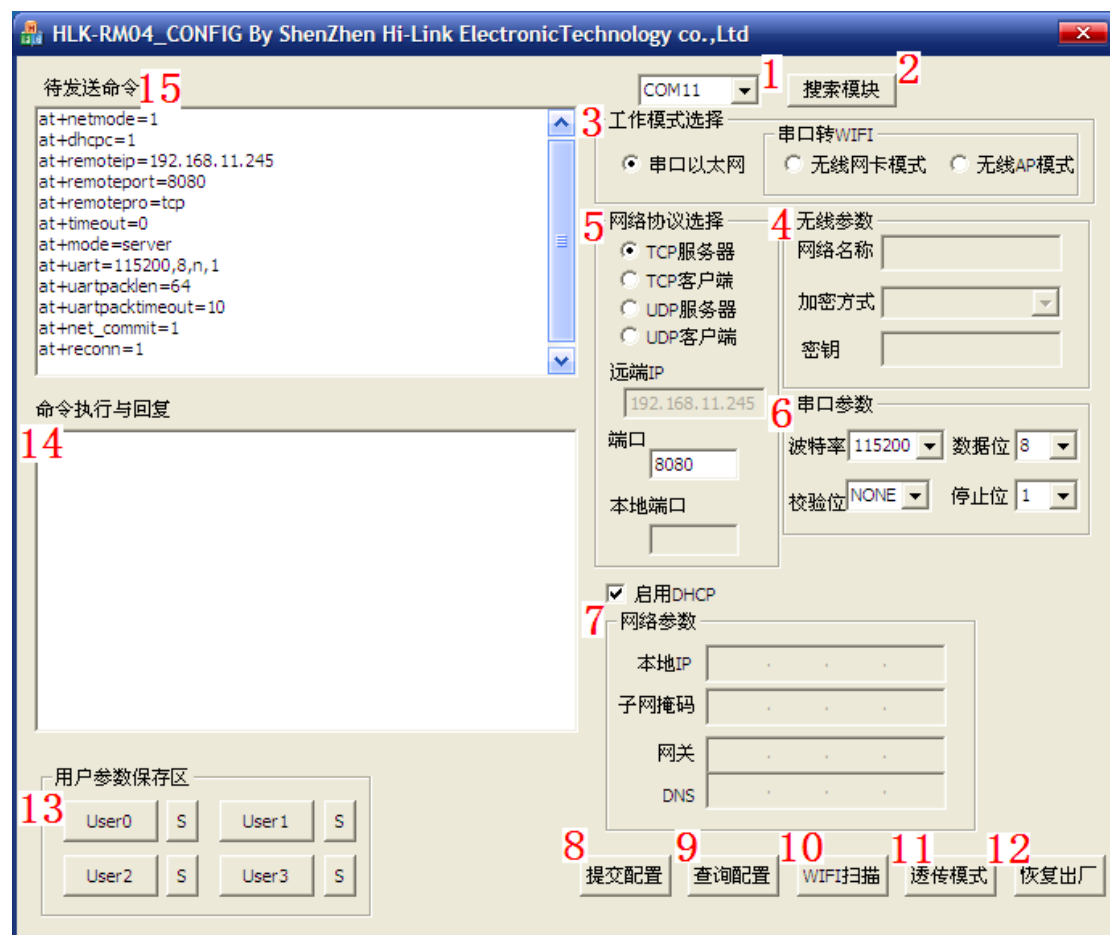 HLK-RM04_CONFIG By ShenZhen Hi-Link ElectronicTechnology co.,Ltd
待发送命令 15
at+netmode=1
at+dhcpc=1
at+remoteip=192.168.11.245
at+remoteport=8080
at+remotepro=tcp
at+timeout=0
at+mode=server
at+uart=115200,8,n,1
at+uartpacklen=64
at+uartpacktimeout=10
at+net_commit=1
at+reconn=1
命令执行与回复
14
用户参数保存区
13
User0 S User1 S
User2 S User3 S
COM11 1 搜索模块 2
3 工作模式选择
串口转WIFI
串口以太网 无线网卡模式 无线AP模式
5 网络协议选择
TCP服务器
TCP客户端
UDP服务器
UDP客户端
远端IP
192.168.11.245
端口
8080
本地端口
4 无线参数
网络名称
加密方式
密钥
6 串口参数
波特率 115200 数据位 8
校验位 NONE 停止位 1
启用DHCP
7 网络参数
本地IP . . .
子网掩码 . . .
网关 . . .
DNS . . .
8 9 10 11 12
提交配置 查询配置 WIFI扫描 透传模式 恢复出厂